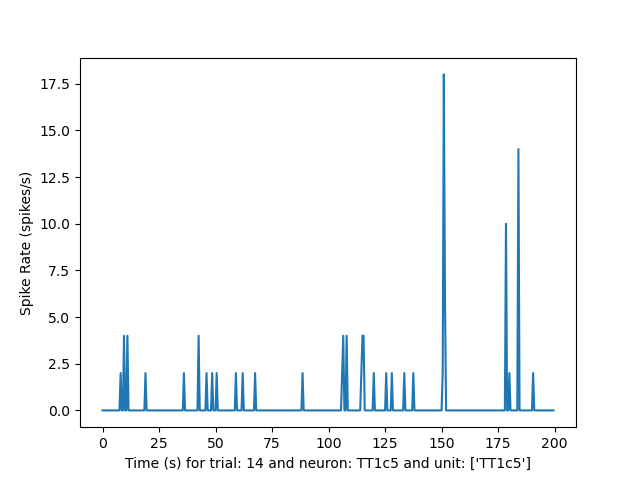 17.5
15.0
12.5
10.0
7.5
5.0
2.5
0.0
Spike Rate (spikes/s)
0 25 50 75 100 125 150 175 200
Time (s) for trial: 14 and neuron: TT1c5 and unit: ['TT1c5']